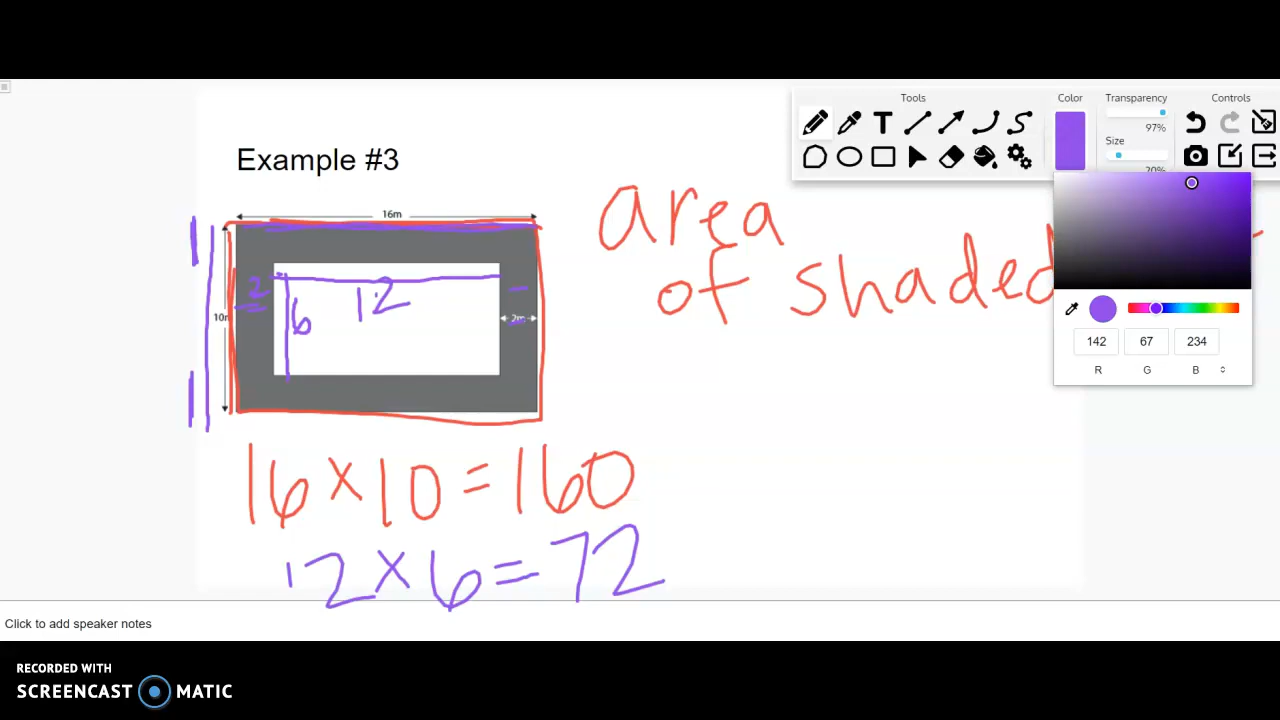 Tools
Color
Transparency
Controls
97%
Size
20%
Example #3
16m
area
of shaded
2
6
12
10m
2m
142
67
234
R
G
B
16 x 10 = 160
12 x 6 = 72
Click to add speaker notes
RECORDED WITH
SCREENCAST MATIC